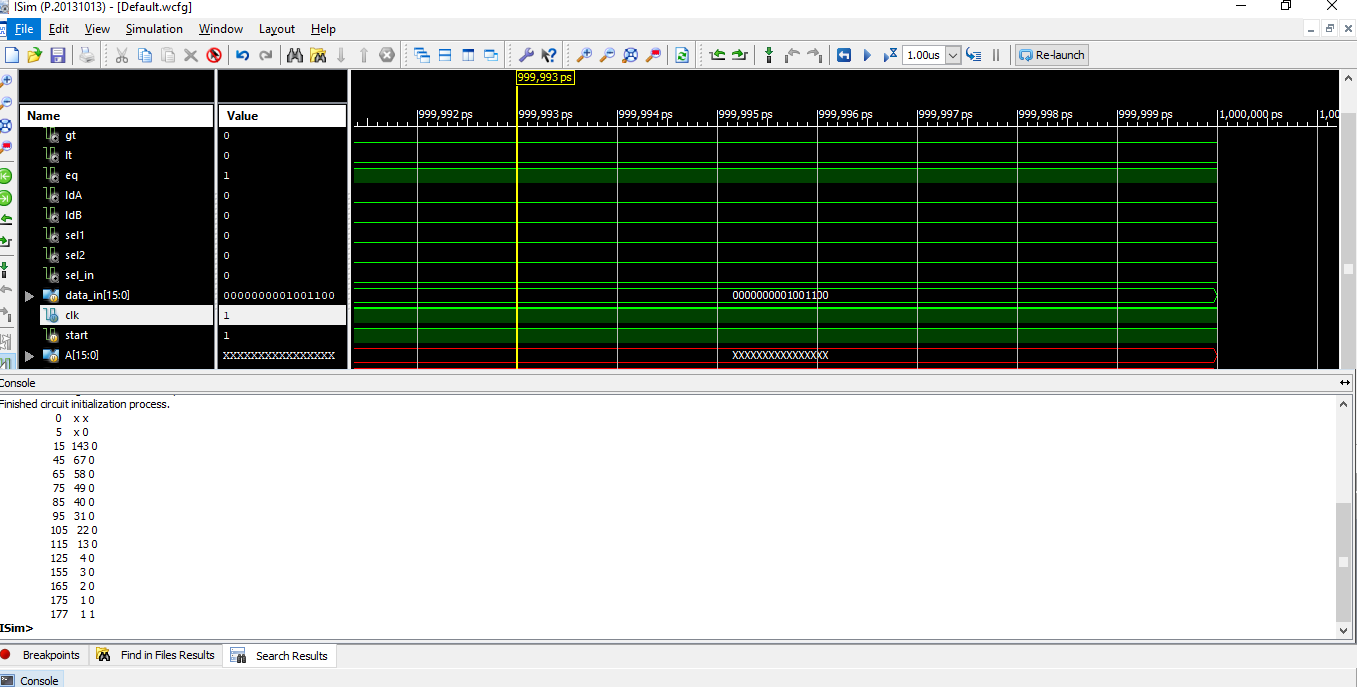 ISim (P.20131013) - [Default.wcfg]
File Edit View Simulation Window Layout Help
1.00us Re-launch
999,993 ps
Name Value
999,992 ps 999,993 ps 999,994 ps 999,995 ps 999,996 ps 999,997 ps 999,998 ps 999,999 ps 1,000,000 ps 1,00
gt 0
lt 0
eq 1
ldA 0
ldB 0
sel1 0
sel2 0
sel_in 0
data_in[15:0] 0000000001001100 0000000001001100
clk 1
start 1
A[15:0] XXXXXXXXXXXXXXXX XXXXXXXXXXXXXXXX
Console
Finished circuit initialization process.
0 x x
5 x 0
15 143 0
45 67 0
65 58 0
75 49 0
85 40 0
95 31 0
105 22 0
115 13 0
125 4 0
155 3 0
165 2 0
175 1 0
177 1 1
ISim>
Breakpoints Find in Files Results Search Results
Console